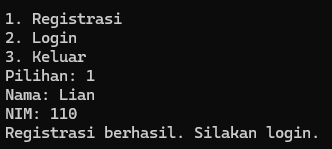 1. Registrasi
2. Login
3. Keluar
Pilihan: 1
Nama: Lian
NIM: 110
Registrasi berhasil. Silakan login.